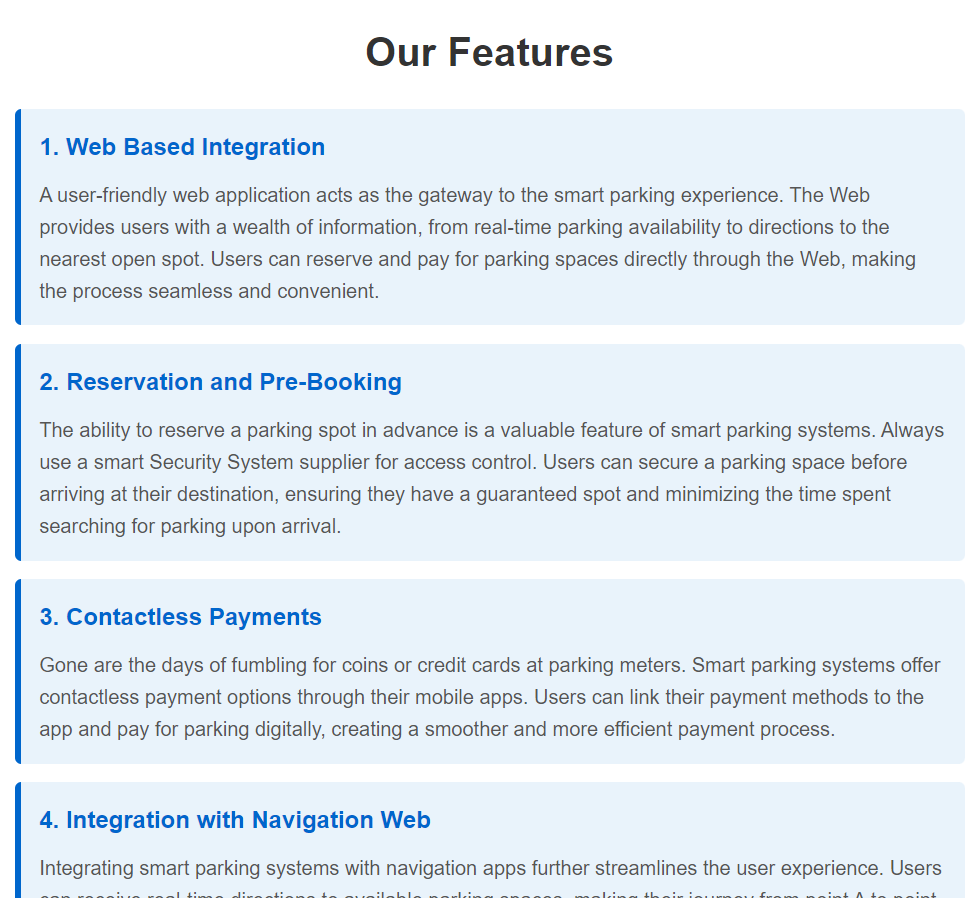 Our Features
1. Web Based Integration
A user-friendly web application acts as the gateway to the smart parking experience. The Web
provides users with a wealth of information, from real-time parking availability to directions to the
nearest open spot. Users can reserve and pay for parking spaces directly through the Web, making
the process seamless and convenient.
2. Reservation and Pre-Booking
The ability to reserve a parking spot in advance is a valuable feature of smart parking systems. Always
use a smart Security System supplier for access control. Users can secure a parking space before
arriving at their destination, ensuring they have a guaranteed spot and minimizing the time spent
searching for parking upon arrival.
3. Contactless Payments
Gone are the days of fumbling for coins or credit cards at parking meters. Smart parking systems offer
contactless payment options through their mobile apps. Users can link their payment methods to the
app and pay for parking digitally, creating a smoother and more efficient payment process.
4. Integration with Navigation Web
Integrating smart parking systems with navigation apps further streamlines the user experience. Users
can receive real-time directions to available parking spaces, making their journey from point A to point